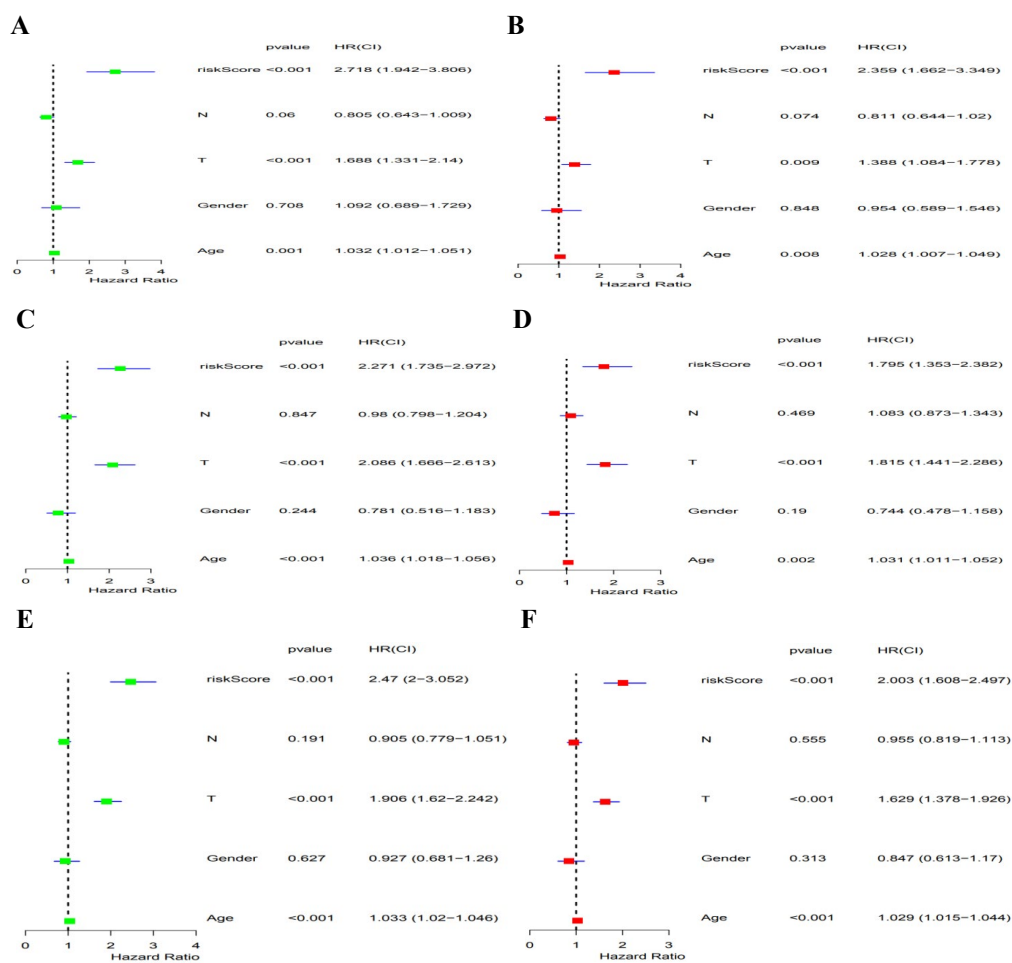 A
pvalue HR(CI)
riskScore <0.001 2.718 (1.942−3.806)
N 0.06 0.805 (0.643−1.009)
T <0.001 1.688 (1.331−2.14)
Gender 0.708 1.092 (0.689−1.729)
Age 0.001 1.032 (1.012−1.051)
0 1 2 3 4
Hazard Ratio
B
pvalue HR(CI)
riskScore <0.001 2.359 (1.662−3.349)
N 0.074 0.811 (0.644−1.02)
T 0.009 1.388 (1.084−1.778)
Gender 0.848 0.954 (0.589−1.546)
Age 0.008 1.028 (1.007−1.049)
0 1 2 3 4
Hazard Ratio
C
pvalue HR(CI)
riskScore <0.001 2.271 (1.735−2.972)
N 0.847 0.98 (0.798−1.204)
T <0.001 2.086 (1.666−2.613)
Gender 0.244 0.781 (0.516−1.183)
Age <0.001 1.036 (1.018−1.056)
0 1 2 3
Hazard Ratio
D
pvalue HR(CI)
riskScore <0.001 1.795 (1.353−2.382)
N 0.469 1.083 (0.873−1.343)
T <0.001 1.815 (1.441−2.286)
Gender 0.19 0.744 (0.478−1.158)
Age 0.002 1.031 (1.011−1.052)
0 1 2 3
Hazard Ratio
E
pvalue HR(CI)
riskScore <0.001 2.47 (2−3.052)
N 0.191 0.905 (0.779−1.051)
T <0.001 1.906 (1.62−2.242)
Gender 0.627 0.927 (0.681−1.26)
Age <0.001 1.033 (1.02−1.046)
0 1 2 3 4
Hazard Ratio
F
pvalue HR(CI)
riskScore <0.001 2.003 (1.608−2.497)
N 0.555 0.955 (0.819−1.113)
T <0.001 1.629 (1.378−1.926)
Gender 0.313 0.847 (0.613−1.17)
Age <0.001 1.029 (1.015−1.044)
0 1 2 3
Hazard Ratio